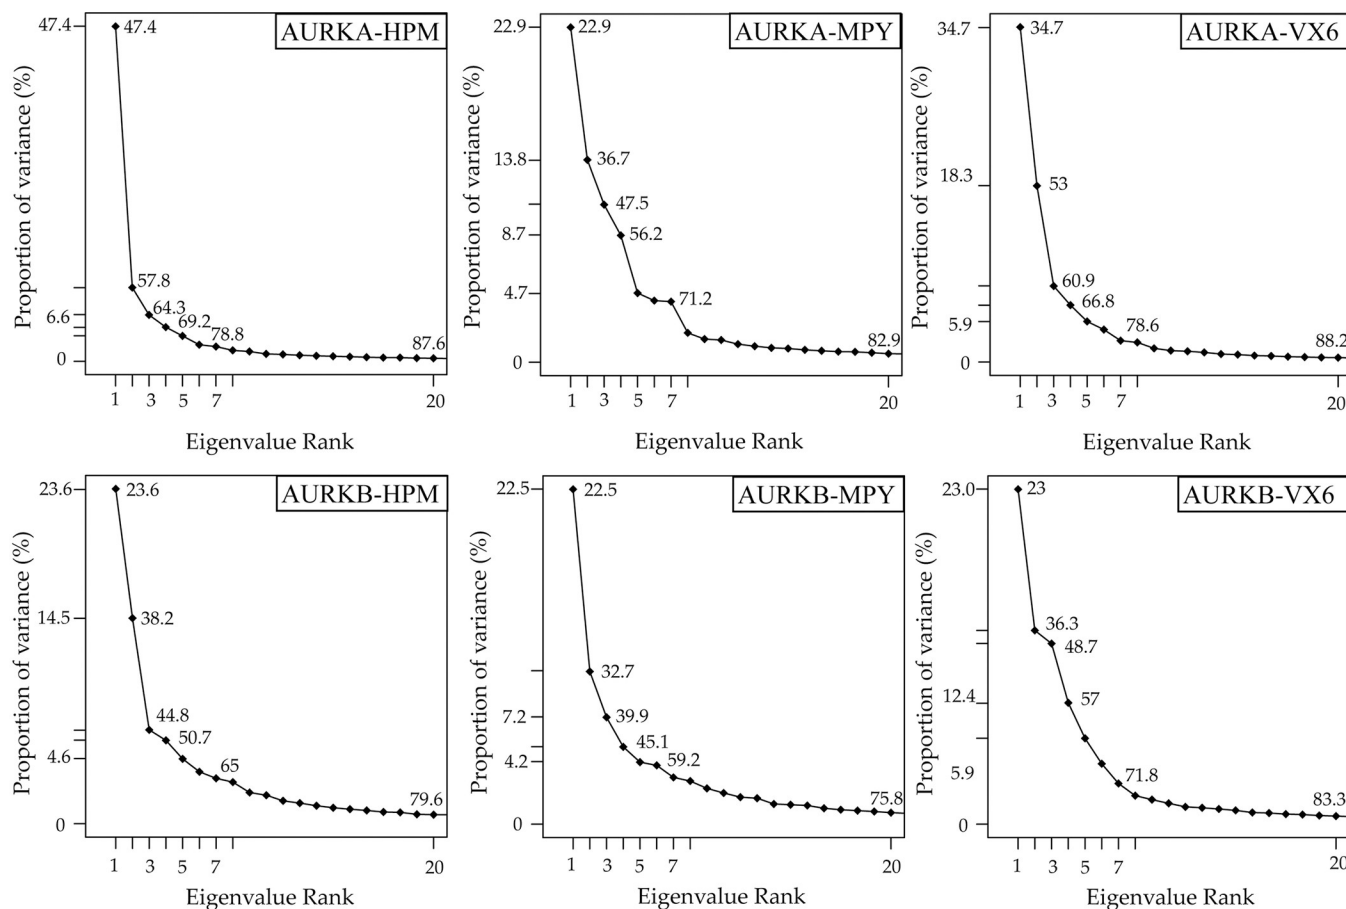 AURKA-HPM
Proportion of variance (%)
47.4
6.6
0
47.4
57.8
64.3
69.2
78.8
87.6
1 3 5 7 20
Eigenvalue Rank
AURKA-MPY
Proportion of variance (%)
22.9
13.8
8.7
4.7
0
22.9
36.7
47.5
56.2
71.2
82.9
1 3 5 7 20
Eigenvalue Rank
AURKA-VX6
Proportion of variance (%)
34.7
18.3
5.9
0
34.7
53
60.9
66.8
78.6
88.2
1 3 5 7 20
Eigenvalue Rank
AURKB-HPM
Proportion of variance (%)
23.6
14.5
4.6
0
23.6
38.2
44.8
50.7
65
79.6
1 3 5 7 20
Eigenvalue Rank
AURKB-MPY
Proportion of variance (%)
22.5
7.2
4.2
0
22.5
32.7
39.9
45.1
59.2
75.8
1 3 5 7 20
Eigenvalue Rank
AURKB-VX6
Proportion of variance (%)
23.0
12.4
5.9
0
23
36.3
48.7
57
71.8
83.3
1 3 5 7 20
Eigenvalue Rank